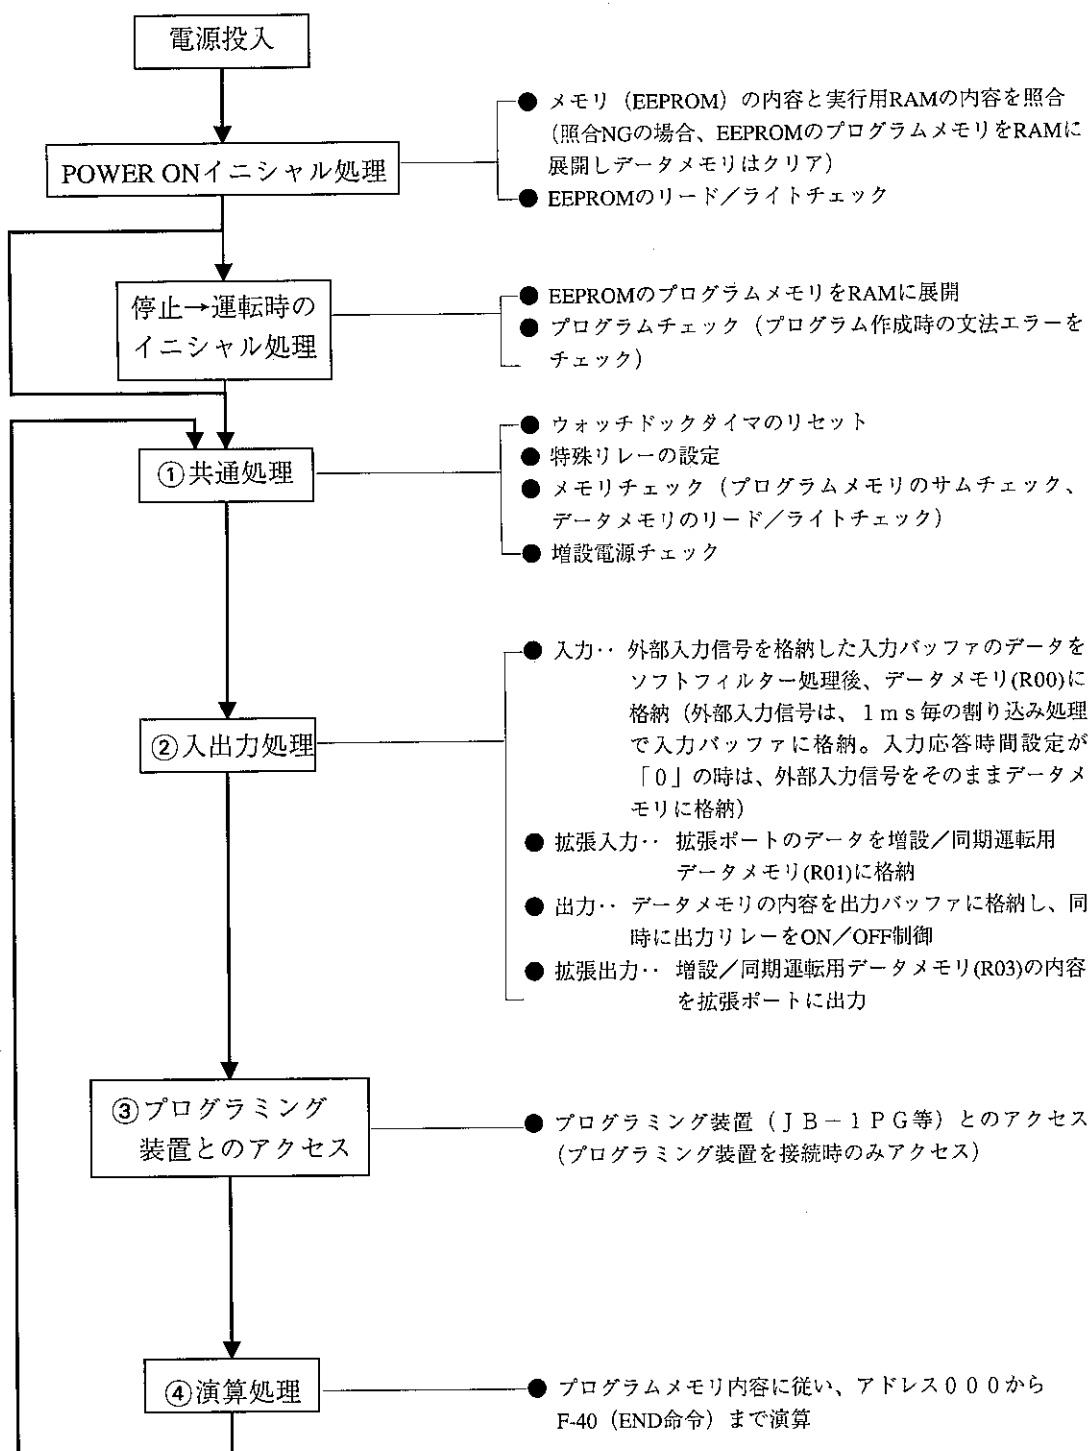 電源投入
POWER ONイニシャル処理
● メモリ（EEPROM）の内容と実行用RAMの内容を照合
（照合NGの場合、EEPROMのプログラムメモリをRAMに
展開しデータメモリはクリア）
● EEPROMのリード／ライトチェック
停止→運転時の
イニシャル処理
● EEPROMのプログラムメモリをRAMに展開
● プログラムチェック（プログラム作成時の文法エラーを
チェック）
①共通処理
● ウォッチドックタイマのリセット
● 特殊リレーの設定
● メモリチェック（プログラムメモリのサムチェック、
データメモリのリード／ライトチェック）
● 増設電源チェック
②入出力処理
● 入力‥ 外部入力信号を格納した入力バッファのデータを
ソフトフィルター処理後、データメモリ(R00)に
格納（外部入力信号は、１ｍｓ毎の割り込み処理
で入力バッファに格納。入力応答時間設定が
「０」の時は、外部入力信号をそのままデータメ
モリに格納）
● 拡張入力‥ 拡張ポートのデータを増設／同期運転用
データメモリ(R01)に格納
● 出力‥ データメモリの内容を出力バッファに格納し、同
時に出力リレーをON／OFF制御
● 拡張出力‥ 増設／同期運転用データメモリ(R03)の内容
を拡張ポートに出力
③プログラミング
装置とのアクセス
● プログラミング装置（ＪＢ－１ＰＧ等）とのアクセス
（プログラミング装置を接続時のみアクセス）
④演算処理
● プログラムメモリ内容に従い、アドレス０００から
F-40（END命令）まで演算